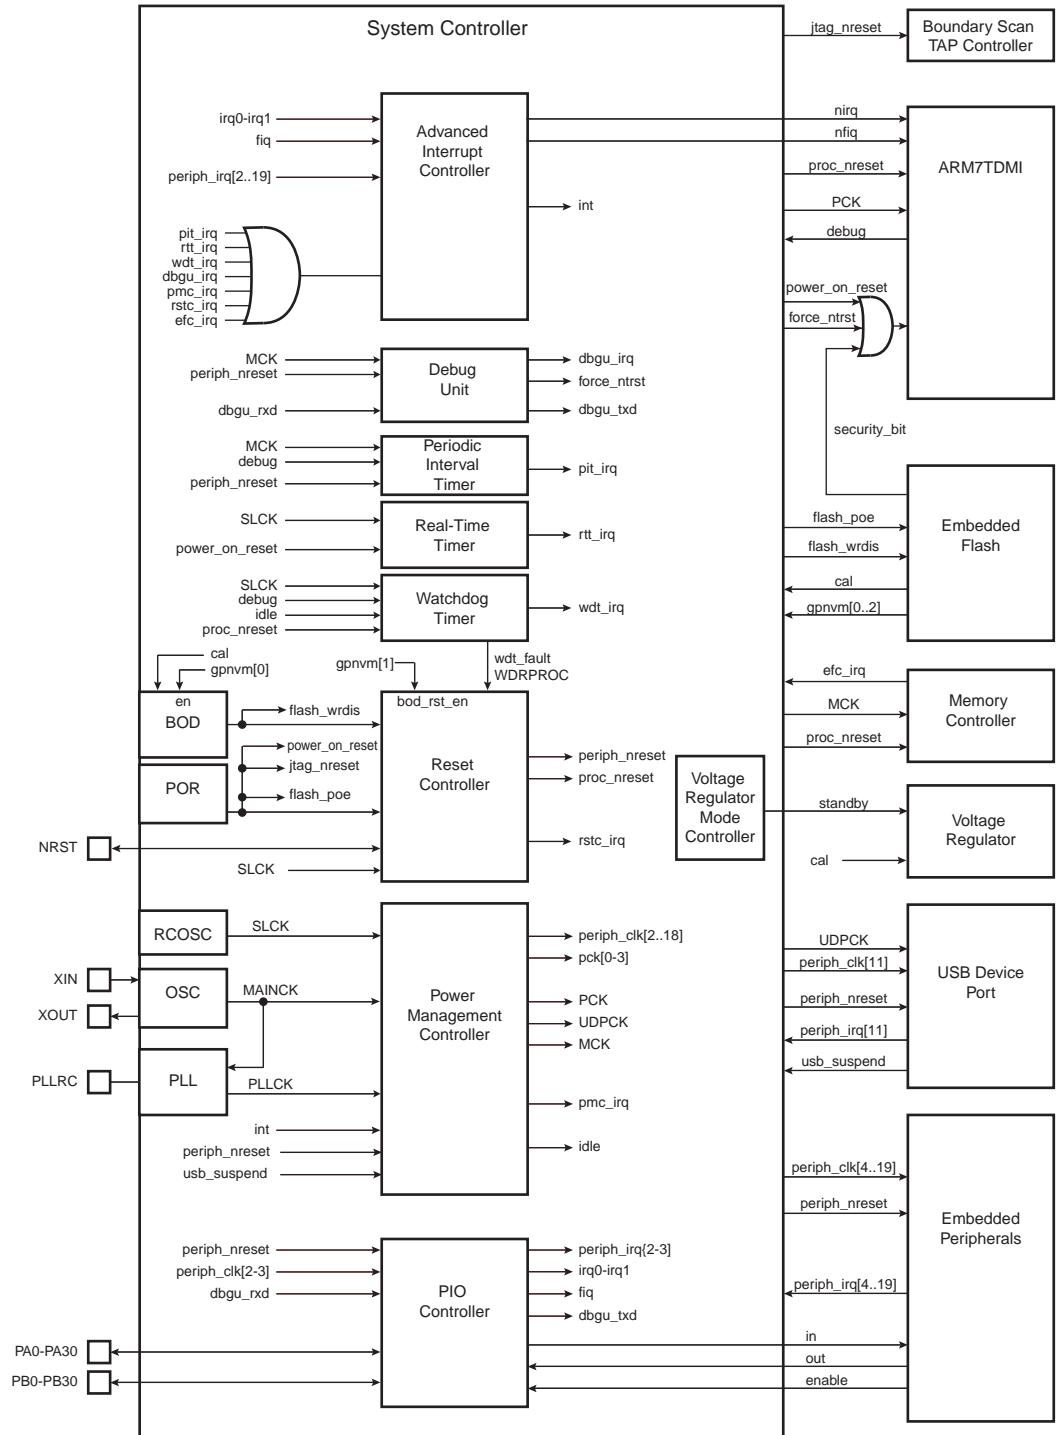 System Controller
jtag_nreset
Boundary Scan
TAP Controller
irq0-irq1
fiq
periph_irq[2..19]
Advanced
Interrupt
Controller
int
nirq
nfiq
proc_nreset
PCK
debug
ARM7TDMI
pit_irq
rtt_irq
wdt_irq
dbgu_irq
pmc_irq
rstc_irq
efc_irq
power_on_reset
force_ntrst
security_bit
MCK
periph_nreset
dbgu_rxd
Debug
Unit
dbgu_irq
force_ntrst
dbgu_txd
MCK
debug
periph_nreset
Periodic
Interval
Timer
pit_irq
SLCK
power_on_reset
Real-Time
Timer
rtt_irq
flash_poe
flash_wrdis
cal
gpnvm[0..2]
Embedded
Flash
SLCK
debug
idle
proc_nreset
Watchdog
Timer
wdt_irq
wdt_fault
WDRPROC
cal
gpnvm[0]
gpnvm[1]
en
BOD
bod_rst_en
flash_wrdis
power_on_reset
jtag_nreset
flash_poe
POR
Reset
Controller
periph_nreset
proc_nreset
rstc_irq
NRST
SLCK
efc_irq
MCK
proc_nreset
Memory
Controller
Voltage
Regulator
Mode
Controller
standby
cal
Voltage
Regulator
RCOSC
SLCK
XIN
XOUT
OSC
MAINCK
PLLRC
PLL
PLLCK
int
periph_nreset
usb_suspend
Power
Management
Controller
periph_clk[2..18]
pck[0-3]
PCK
UDPCK
MCK
pmc_irq
idle
UDPCK
periph_clk[11]
periph_nreset
periph_irq[11]
usb_suspend
USB Device
Port
periph_nreset
periph_clk[2-3]
dbgu_rxd
PIO
Controller
periph_irq{2-3]
irq0-irq1
fiq
dbgu_txd
PA0-PA30
PB0-PB30
periph_clk[4..19]
periph_nreset
periph_irq[4..19]
in
out
enable
Embedded
Peripherals